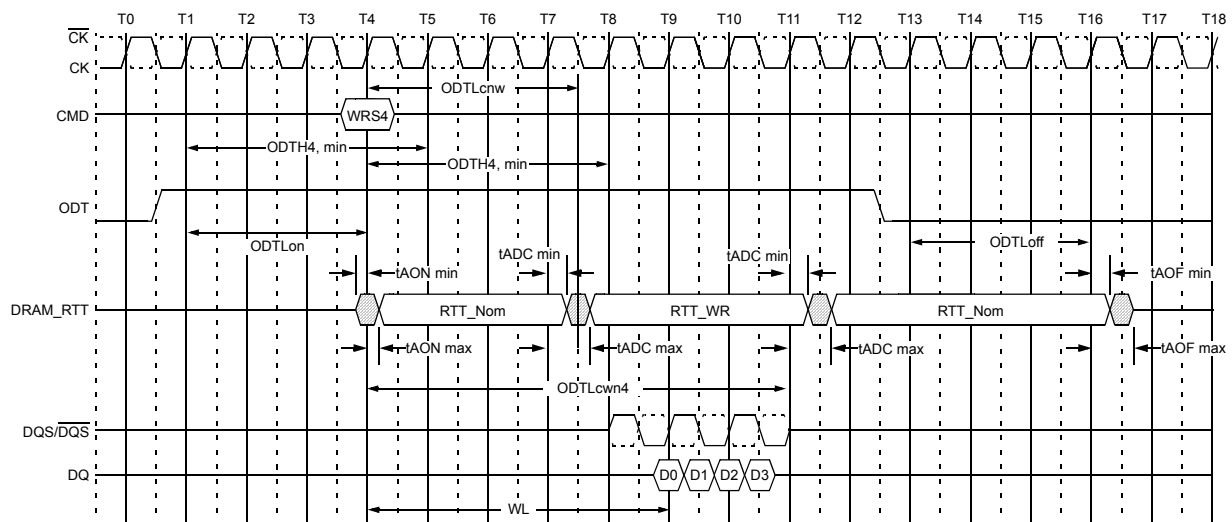 T0 T1 T2 T3 T4 T5 T6 T7 T8 T9 T10 T11 T12 T13 T14 T15 T16 T17 T18
CK
CK
ODTLcnw
CMD
WRS4
ODTH4, min
ODTH4, min
ODT
ODTLon
ODTLoff
tAON min
tADC min
tADC min
tAOF min
DRAM_RTT
RTT_Nom
RTT_WR
RTT_Nom
tAON max
tADC max
tADC max
tAOF max
ODTLcwn4
DQS/DQS
DQ
D0 D1 D2 D3
WL